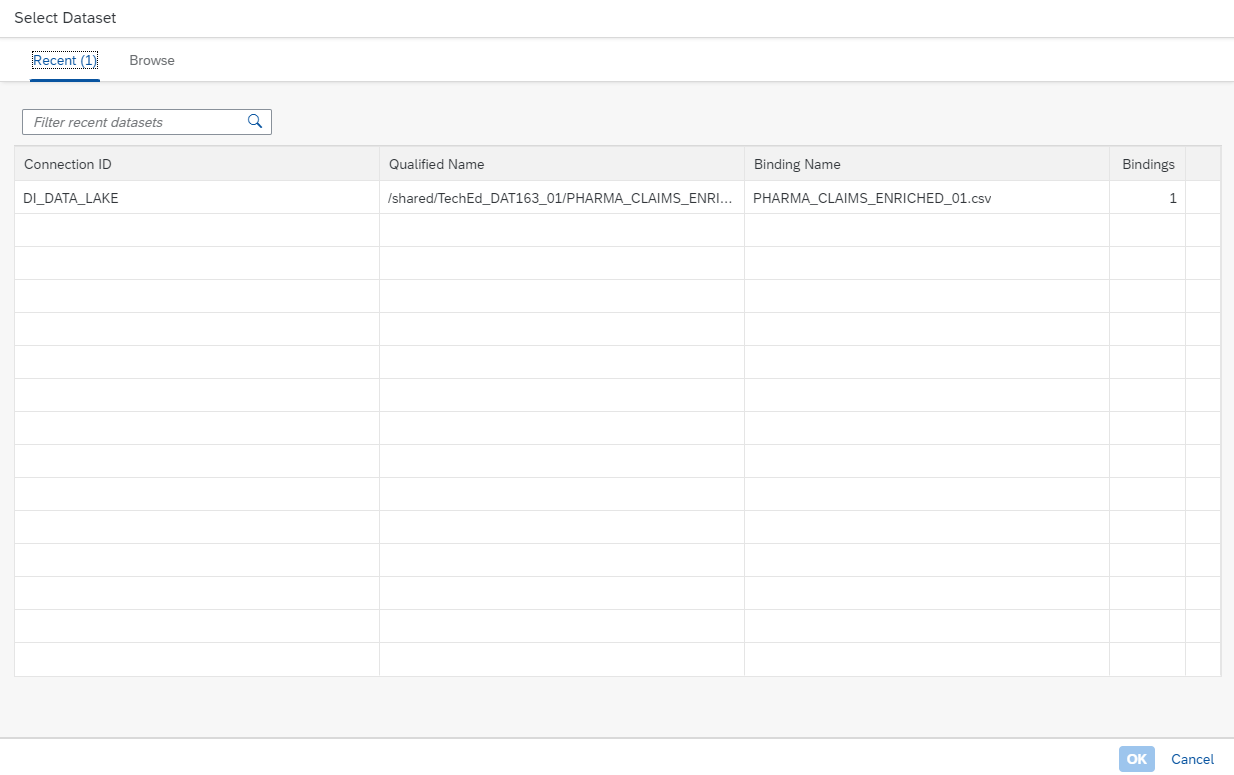 Select Dataset
Recent (1) Browse
Filter recent datasets
Connection ID Qualified Name Binding Name Bindings
DI_DATA_LAKE /shared/TechEd_DAT163_01/PHARMA_CLAIMS_ENRI... PHARMA_CLAIMS_ENRICHED_01.csv 1
OK Cancel